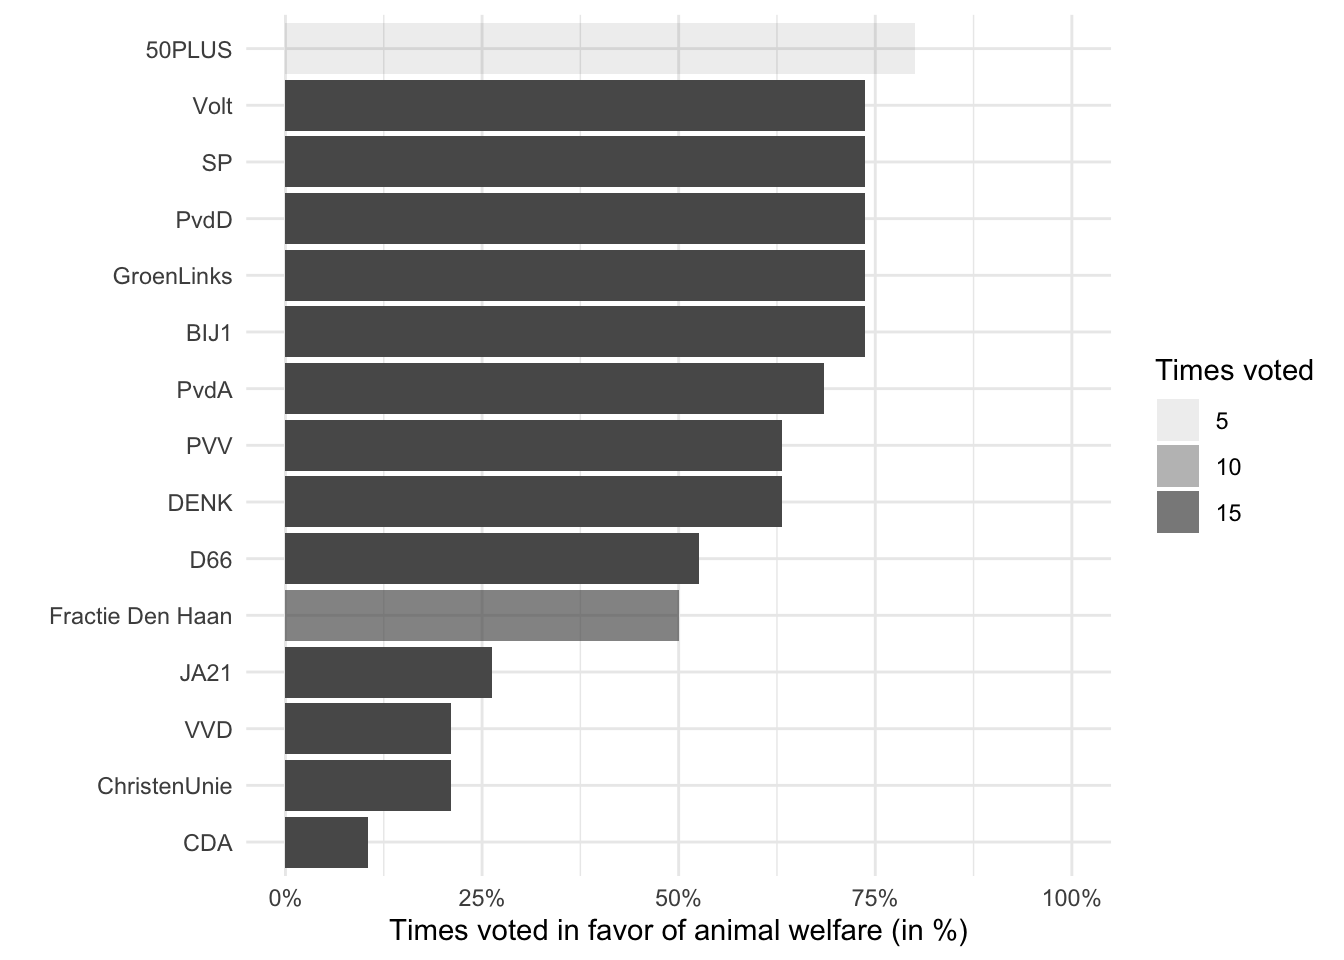 50PLUS
Volt
SP
PvdD
GroenLinks
BIJ1
PvdA
PVV
DENK
D66
Fractie Den Haan
JA21
VVD
ChristenUnie
CDA
0% 25% 50% 75% 100%
Times voted in favor of animal welfare (in %)
Times voted
5
10
15